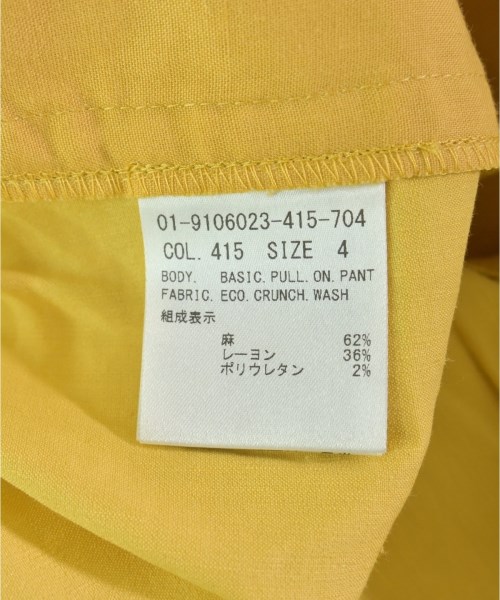 01-9106023-415-704
COL. 415 SIZE 4
BODY. BASIC.PULL.ON.PANT
FABRIC.ECO.CRUNCH.WASH
組成表示
麻 62%
レーヨン 36%
ポリウレタン 2%